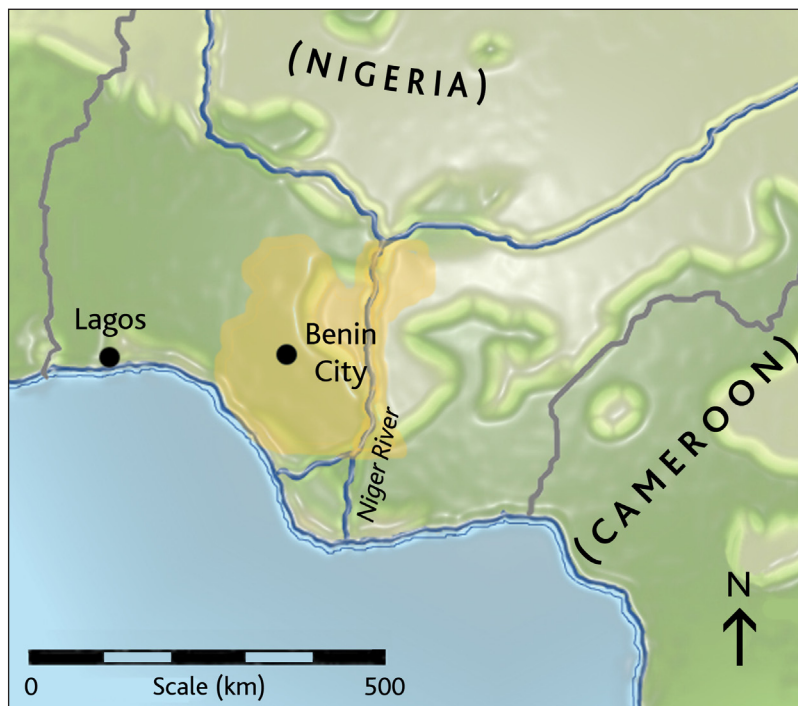 (NIGERIA)
Lagos
Benin
City
Niger River
(CAMEROON)
N
0 Scale (km) 500